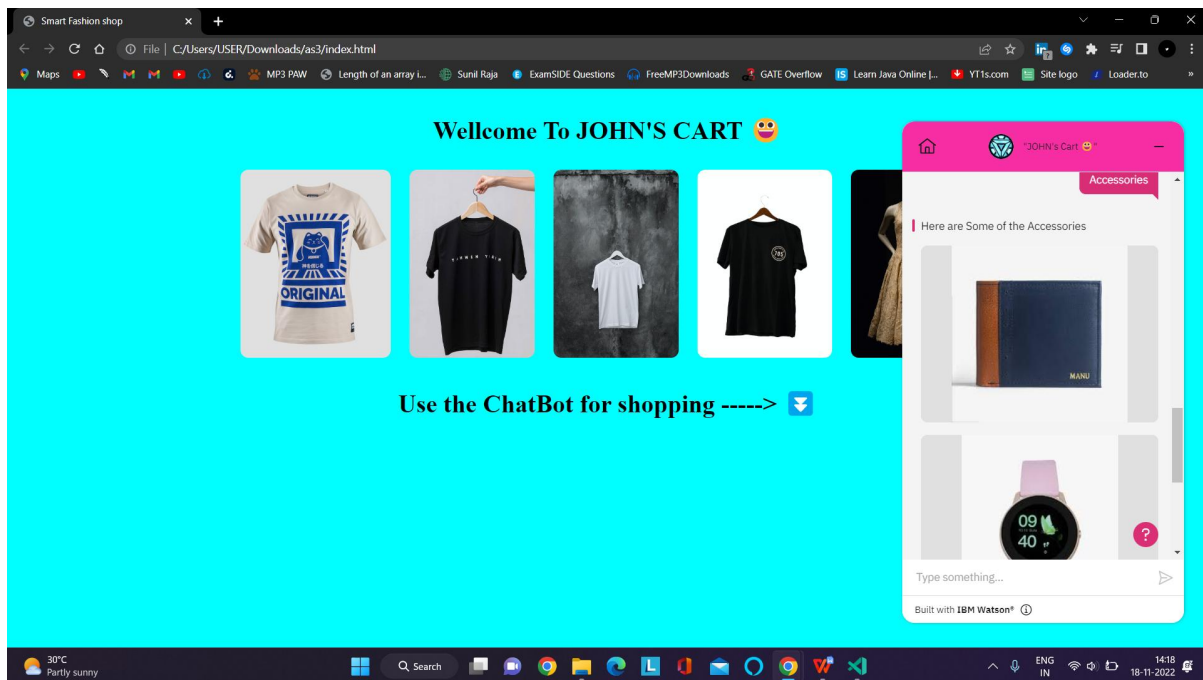 Smart Fashion shop
File | C:/Users/USER/Downloads/as3/index.html
Maps MP3 PAW Length of an array i... Sunil Raja ExamSIDE Questions FreeMP3Downloads GATE Overflow IS Learn Java Online |... YT1s.com Site logo Loader.to »
Wellcome To JOHN'S CART 😀
"JOHN's Cart 😀"
Accessories
Here are Some of the Accessories
ORIGINAL
785
MANU
Use the ChatBot for shopping -----> ⏬
09
40
?
Type something...
Built with IBM Watson®
30°C
Partly sunny
Search
ENG
IN
14:18
18-11-2022